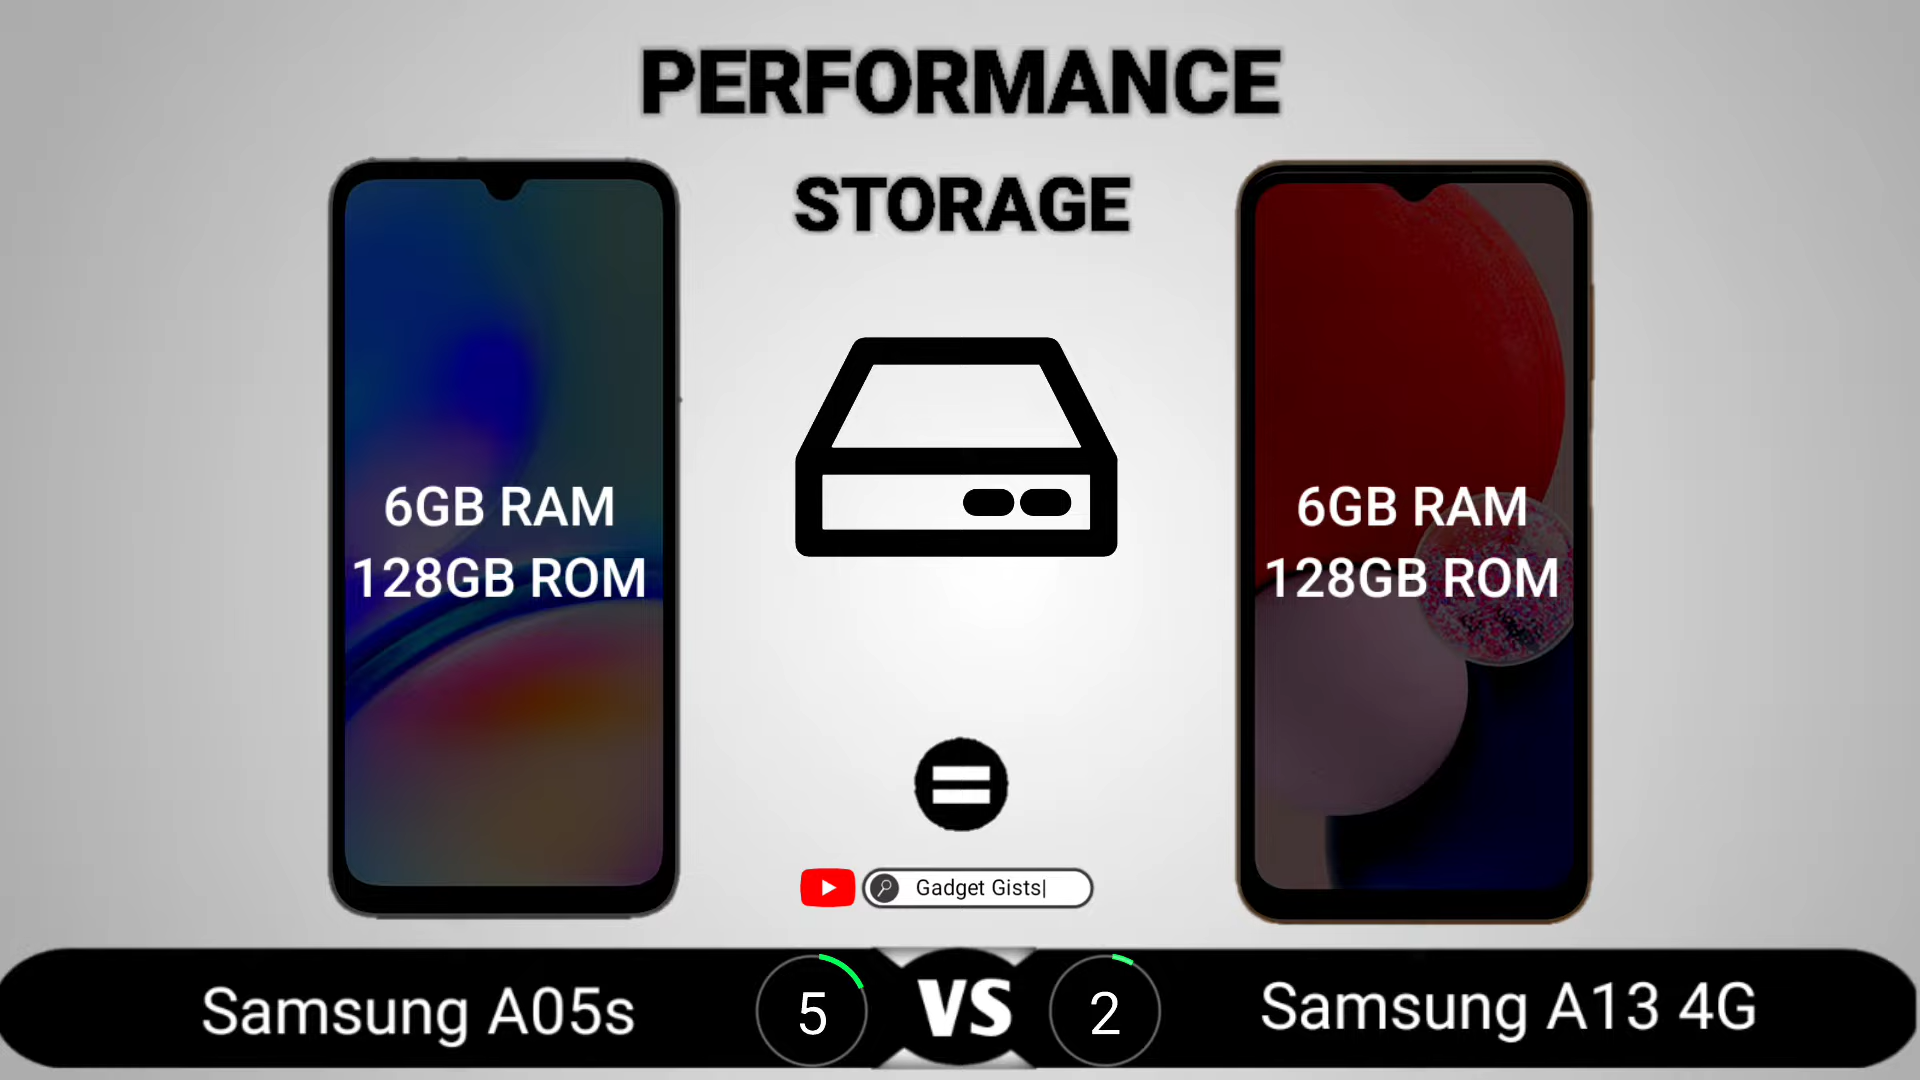 PERFORMANCE
STORAGE
6GB RAM
128GB ROM
6GB RAM
128GB ROM
Gadget Gists|
Samsung A05s
5
VS
2
Samsung A13 4G